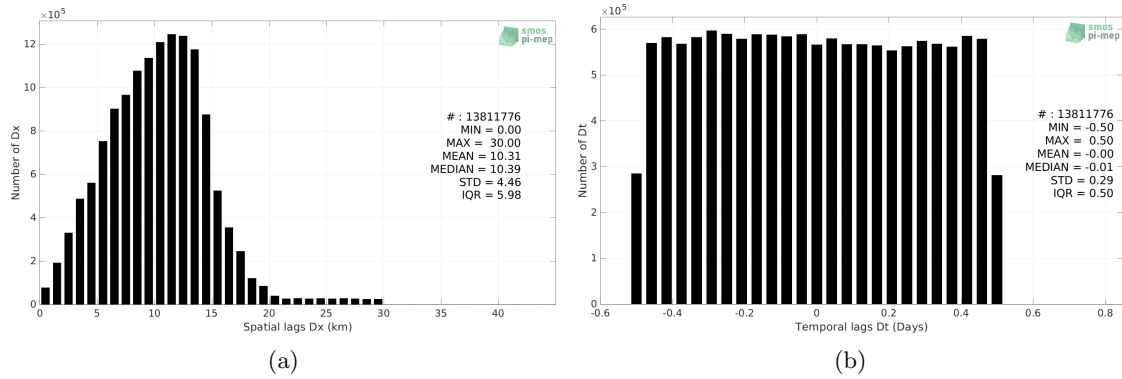 ×10⁵
12
10
8
6
4
2
0
Number of Dx
smos
pi-mep
# : 13811776
MIN = 0.00
MAX = 30.00
MEAN = 10.31
MEDIAN = 10.39
STD = 4.46
IQR = 5.98
0 5 10 15 20 25 30 35 40
Spatial lags Dx (km)
(a)
×10⁵
6
5
4
3
2
1
0
Number of Dt
smos
pi-mep
# : 13811776
MIN = -0.50
MAX = 0.50
MEAN = -0.00
MEDIAN = -0.01
STD = 0.29
IQR = 0.50
-0.6 -0.4 -0.2 0 0.2 0.4 0.6 0.8
Temporal lags Dt (Days)
(b)